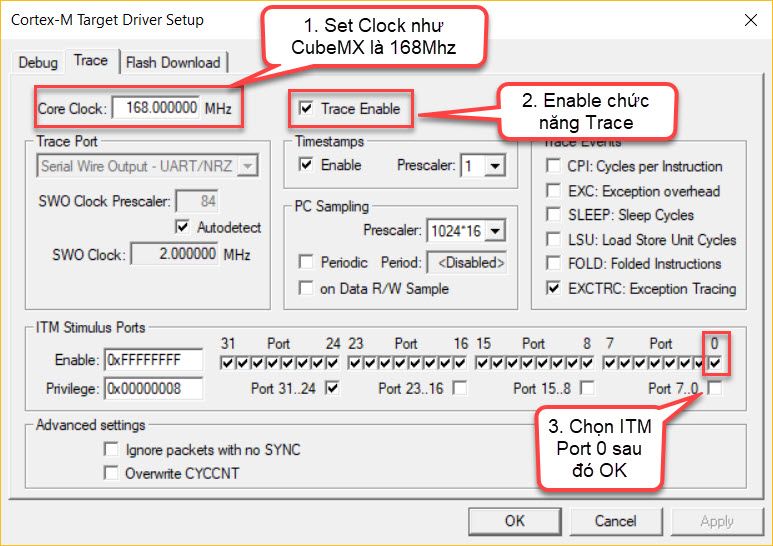 Cortex-M Target Driver Setup
1. Set Clock như
CubeMX là 168Mhz
Debug Trace Flash Download
Core Clock: 168.000000 MHz
Trace Enable
2. Enable chức
năng Trace
Trace Port
Serial Wire Output - UART/NRZ
SWO Clock Prescaler: 84
Autodetect
SWO Clock: 2.000000 MHz
Timestamps
Enable Prescaler: 1
PC Sampling
Prescaler: 1024*16
Periodic Period: <Disabled>
on Data R/W Sample
Trace Events
CPI: Cycles per Instruction
EXC: Exception overhead
SLEEP: Sleep Cycles
LSU: Load Store Unit Cycles
FOLD: Folded Instructions
EXCTRC: Exception Tracing
ITM Stimulus Ports
31 Port 24 23 Port 16 15 Port 8 7 Port 0
Enable: 0xFFFFFFFF
Privilege: 0x00000008 Port 31..24 Port 23..16 Port 15..8 Port 7..0
3. Chọn ITM
Port 0 sau
đó OK
Advanced settings
Ignore packets with no SYNC
Overwrite CYCCNT
OK Cancel Apply